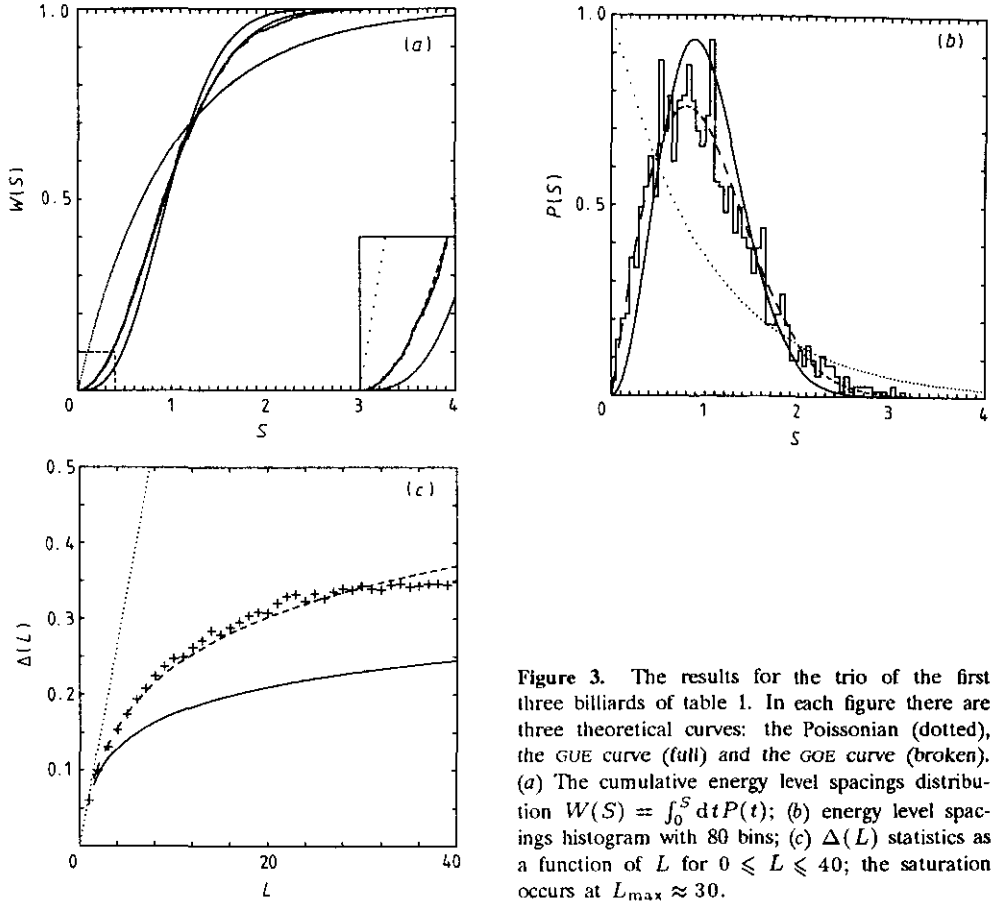 1.0
0.5
0
W(S)
(a)
0 1 2 3 4
S
1.0
0.5
0
P(S)
(b)
0 1 2 3 4
S
0.5
0.4
0.3
0.2
0.1
Δ(L)
(c)
0 20 40
L
Figure 3. The results for the trio of the first
three billiards of table 1. In each figure there are
three theoretical curves: the Poissonian (dotted),
the GUE curve (full) and the GOE curve (broken).
(a) The cumulative energy level spacings distribu-
tion W(S) = ∫₀ˢ dtP(t); (b) energy level spac-
ings histogram with 80 bins; (c) Δ(L) statistics as
a function of L for 0 ⩽ L ⩽ 40; the saturation
occurs at Lmax ≈ 30.